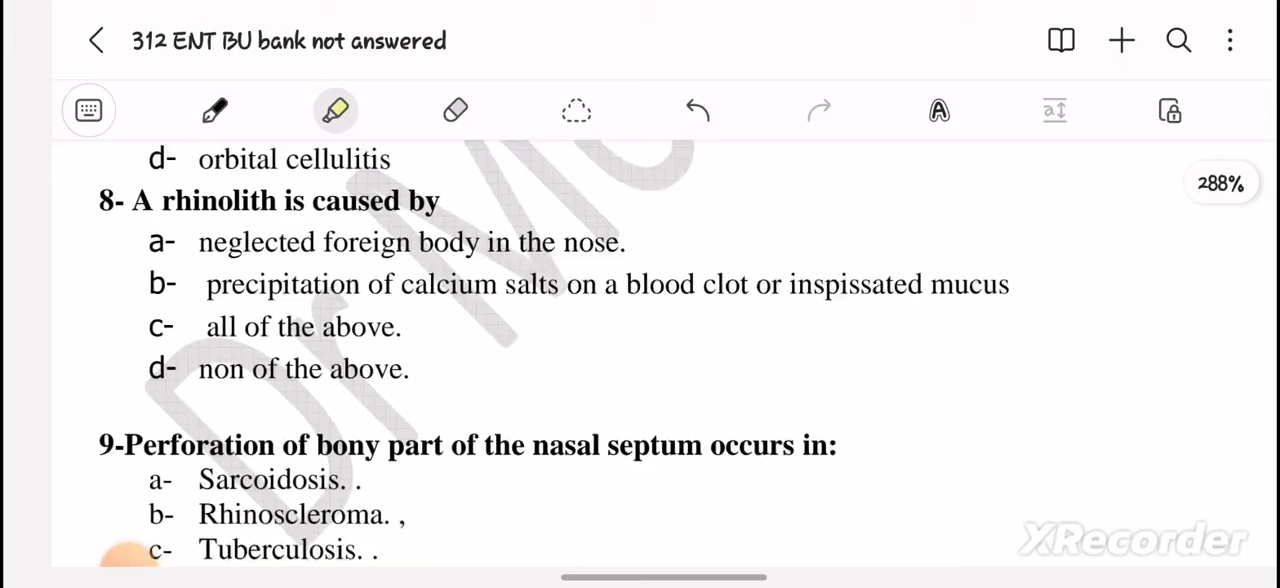 312 ENT BU bank not answered
d- orbital cellulitis
288%
8- A rhinolith is caused by
a- neglected foreign body in the nose.
b- precipitation of calcium salts on a blood clot or inspissated mucus
c- all of the above.
d- non of the above.
9-Perforation of bony part of the nasal septum occurs in:
a- Sarcoidosis. .
b- Rhinoscleroma. ,
c- Tuberculosis. .
XRecorder